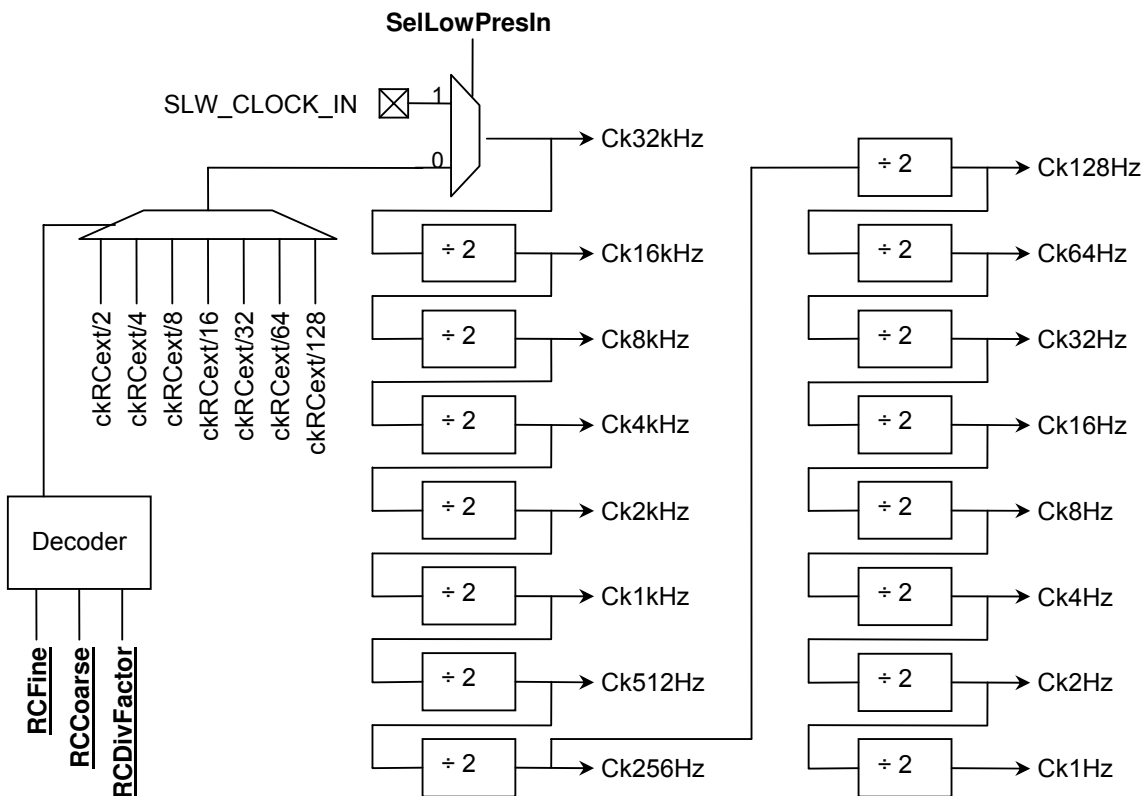 SelLowPresIn
SLW_CLOCK_IN
1
0
Ck32kHz
ckRCext/2
ckRCext/4
ckRCext/8
ckRCext/16
ckRCext/32
ckRCext/64
ckRCext/128
Decoder
RCFine
RCCoarse
RCDivFactor
÷ 2
Ck16kHz
÷ 2
Ck8kHz
÷ 2
Ck4kHz
÷ 2
Ck2kHz
÷ 2
Ck1kHz
÷ 2
Ck512Hz
÷ 2
Ck256Hz
÷ 2
Ck128Hz
÷ 2
Ck64Hz
÷ 2
Ck32Hz
÷ 2
Ck16Hz
÷ 2
Ck8Hz
÷ 2
Ck4Hz
÷ 2
Ck2Hz
÷ 2
Ck1Hz